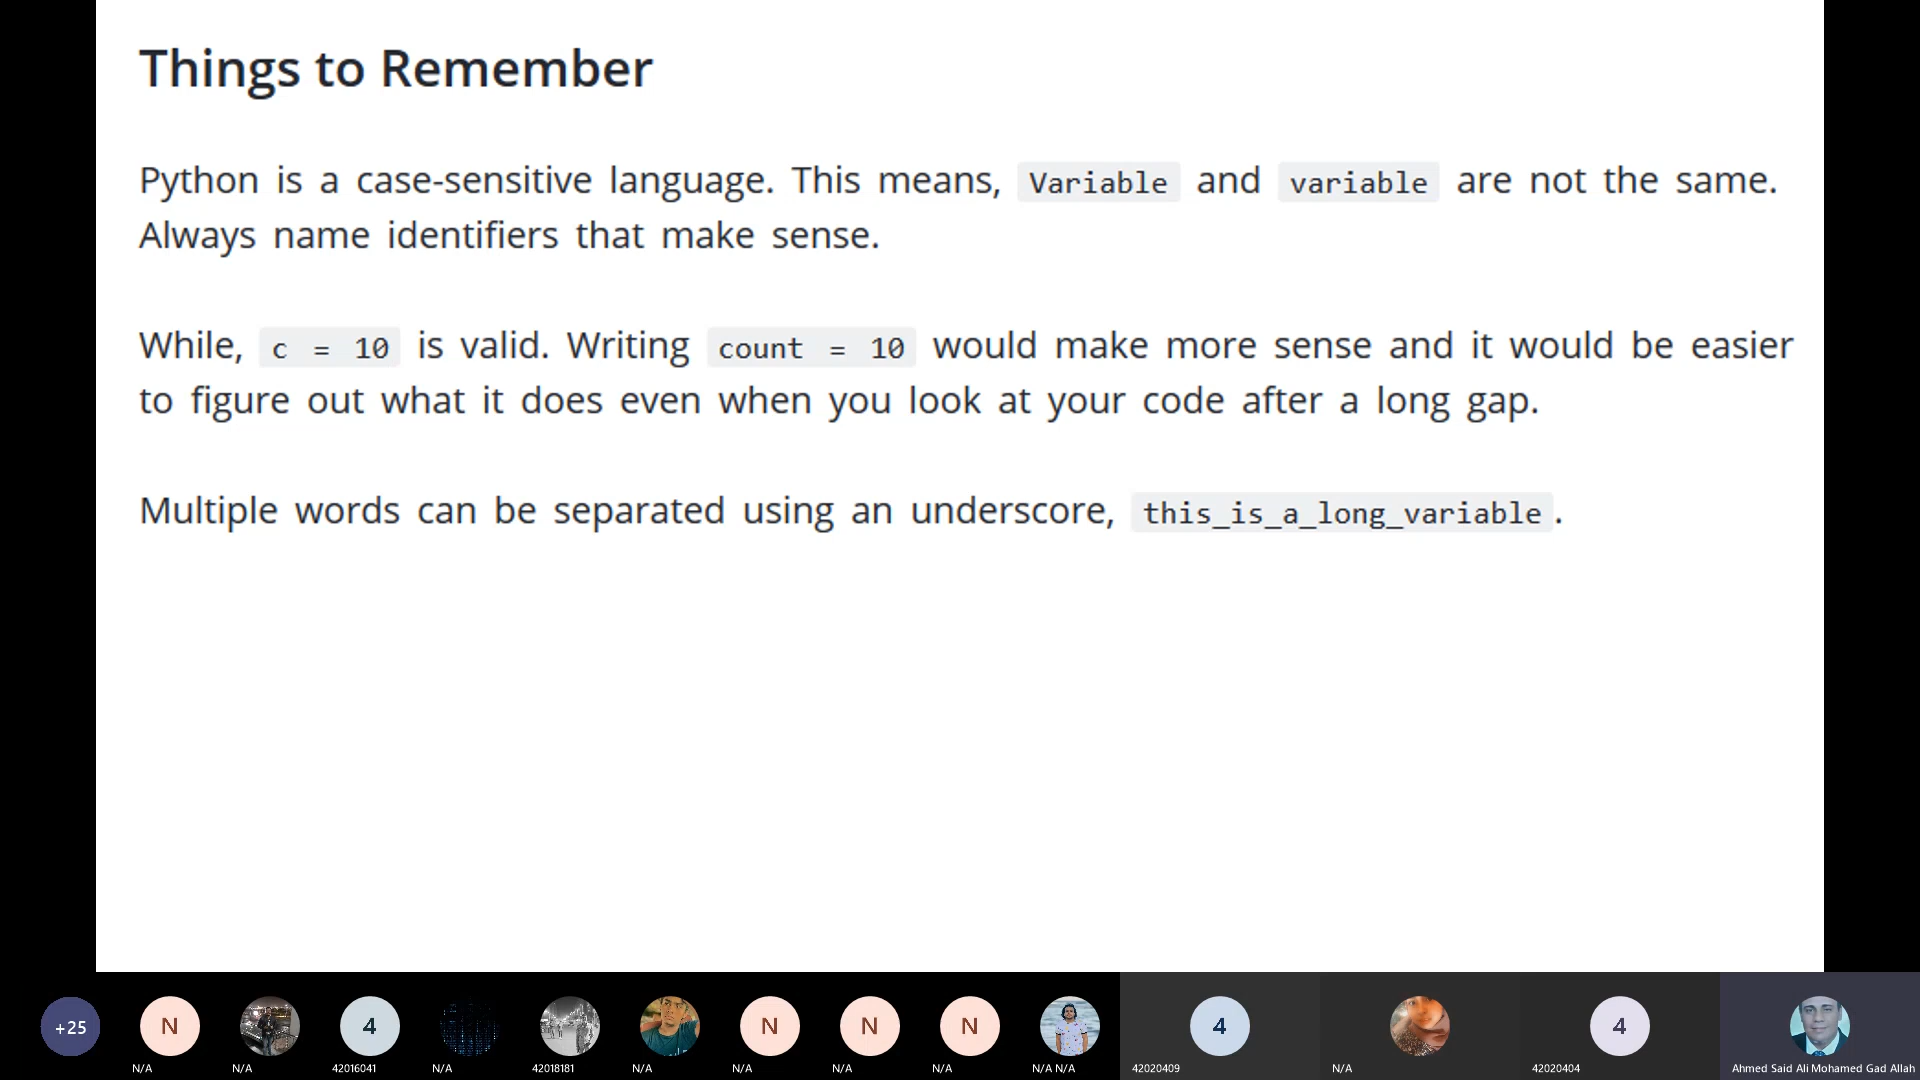 Things to Remember
Python is a case-sensitive language. This means, Variable and variable are not the same.
Always name identifiers that make sense.
While, c = 10 is valid. Writing count = 10 would make more sense and it would be easier
to figure out what it does even when you look at your code after a long gap.
Multiple words can be separated using an underscore, this_is_a_long_variable.
+25 N 4 N N N 4 4
N/A N/A 42016041 N/A 42018181 N/A N/A N/A N/A N/A N/A 42020409 N/A 42020404 Ahmed Said Ali Mohamed Gad Allah